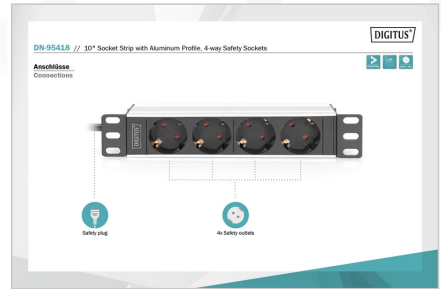 DIGITUS®
DN-95418 // 10" Socket Strip with Aluminum Profile, 4-way Safety Sockets
Anschlüsse
Connections
DIGITUS
Safety plug
4x Safety outlets